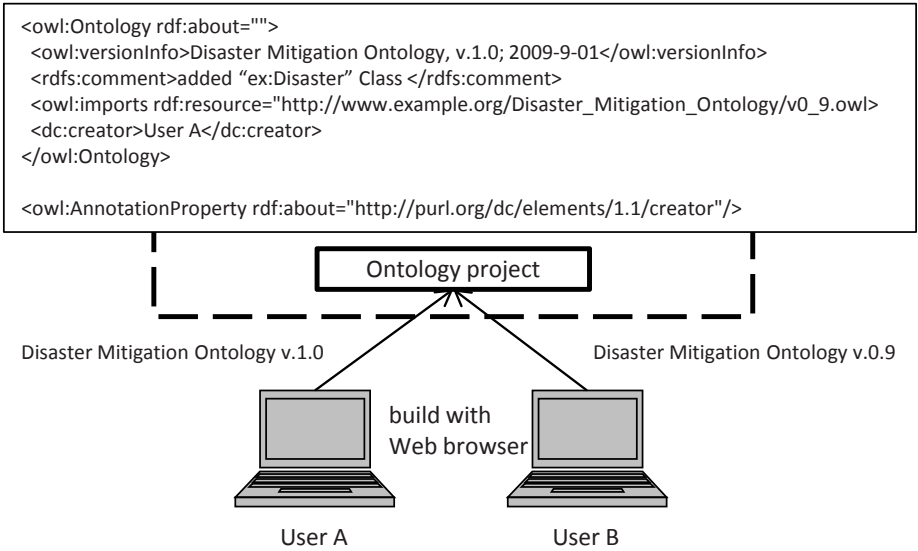 <owl:Ontology rdf:about="">
<owl:versionInfo>Disaster Mitigation Ontology, v.1.0; 2009-9-01</owl:versionInfo>
<rdfs:comment>added “ex:Disaster” Class </rdfs:comment>
<owl:imports rdf:resource="http://www.example.org/Disaster_Mitigation_Ontology/v0_9.owl>
<dc:creator>User A</dc:creator>
</owl:Ontology>
<owl:AnnotationProperty rdf:about="http://purl.org/dc/elements/1.1/creator"/>
Ontology project
Disaster Mitigation Ontology v.1.0
Disaster Mitigation Ontology v.0.9
build with
Web browser
User A
User B